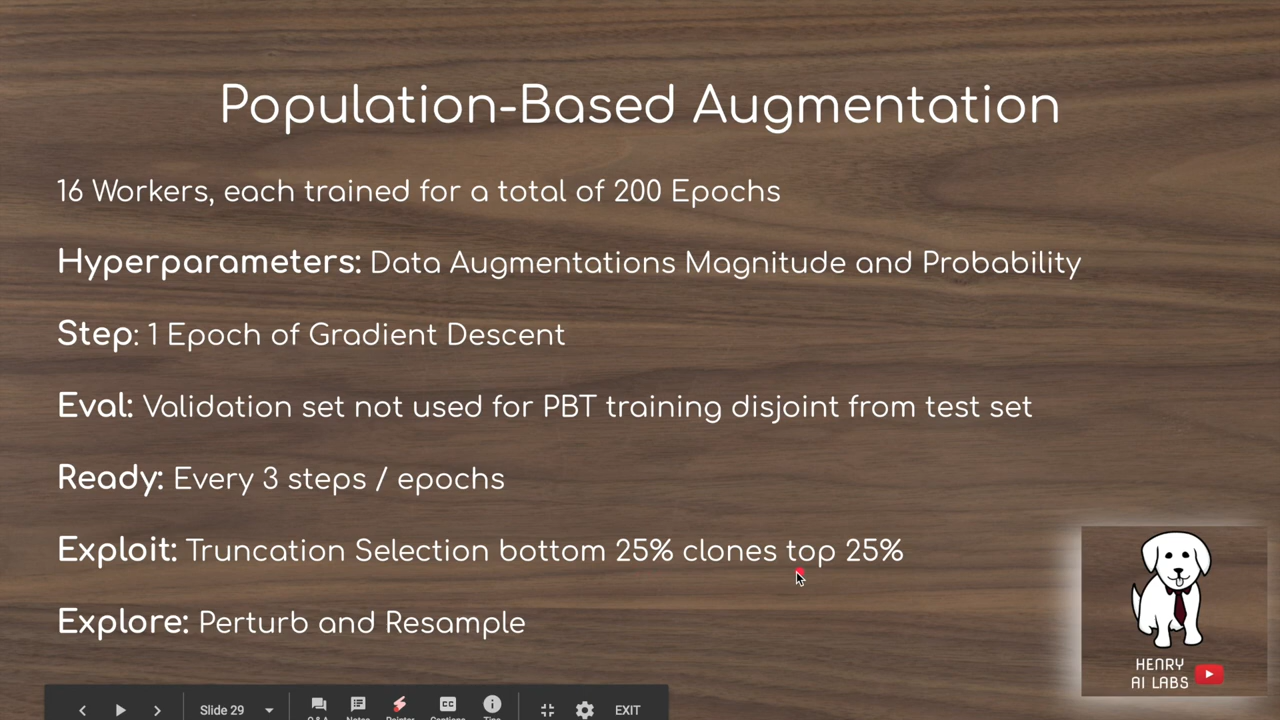 Population-Based Augmentation
16 Workers, each trained for a total of 200 Epochs
Hyperparameters: Data Augmentations Magnitude and Probability
Step: 1 Epoch of Gradient Descent
Eval: Validation set not used for PBT training disjoint from test set
Ready: Every 3 steps / epochs
Exploit: Truncation Selection bottom 25% clones top 25%
Explore: Perturb and Resample
HENRY
AI LABS
Slide 29
EXIT